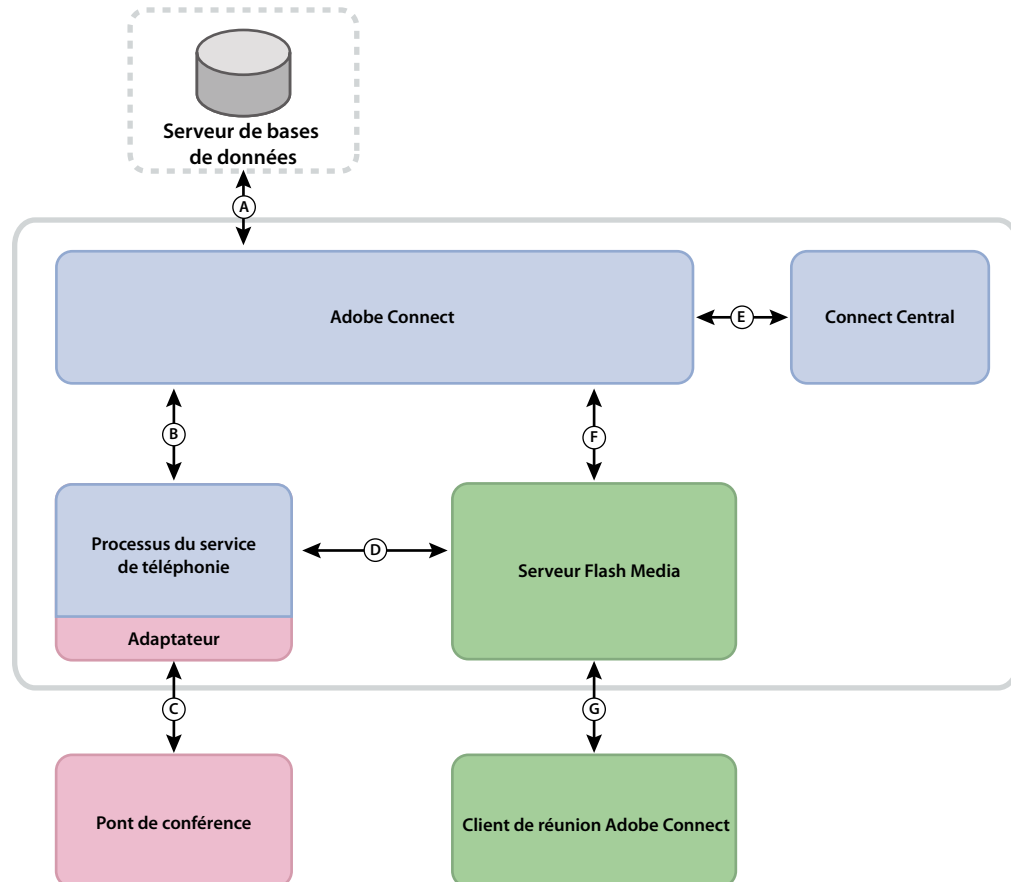 Serveur de bases
de données
A
Adobe Connect
E
Connect Central
B
F
Processus du service
de téléphonie
D
Serveur Flash Media
Adaptateur
C
G
Pont de conférence
Client de réunion Adobe Connect